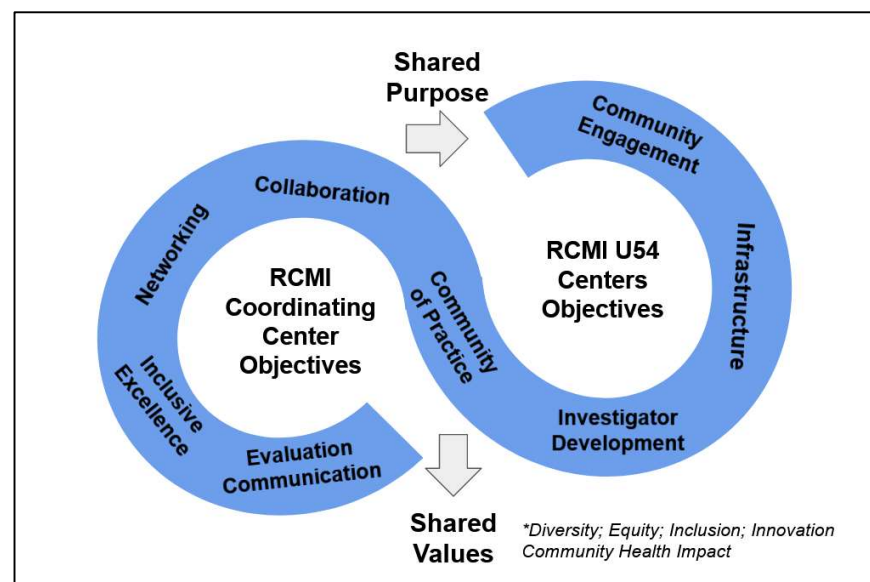 Shared
Purpose
Community
Engagement
Collaboration
Networking
RCMI
Coordinating
Center
Objectives
RCMI U54
Centers
Objectives
Infrastructure
Community
of Practice
Inclusive
Excellence
Evaluation
Communication
Investigator
Development
Shared
Values
*Diversity; Equity; Inclusion; Innovation
Community Health Impact